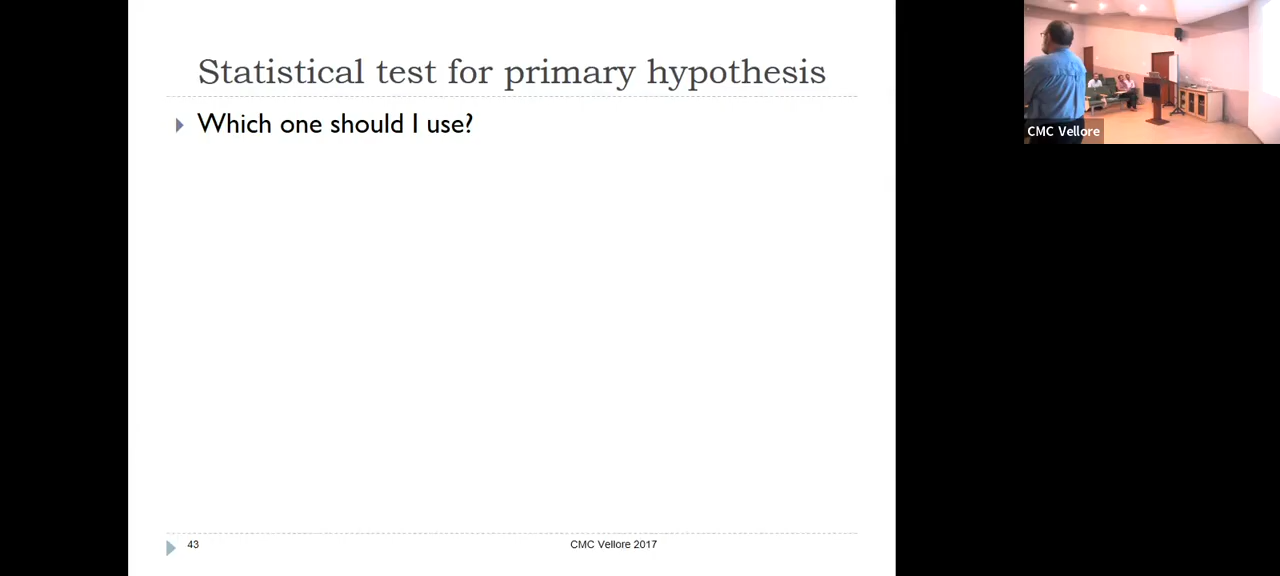 Statistical test for primary hypothesis
Which one should I use?
43
CMC Vellore 2017
CMC Vellore